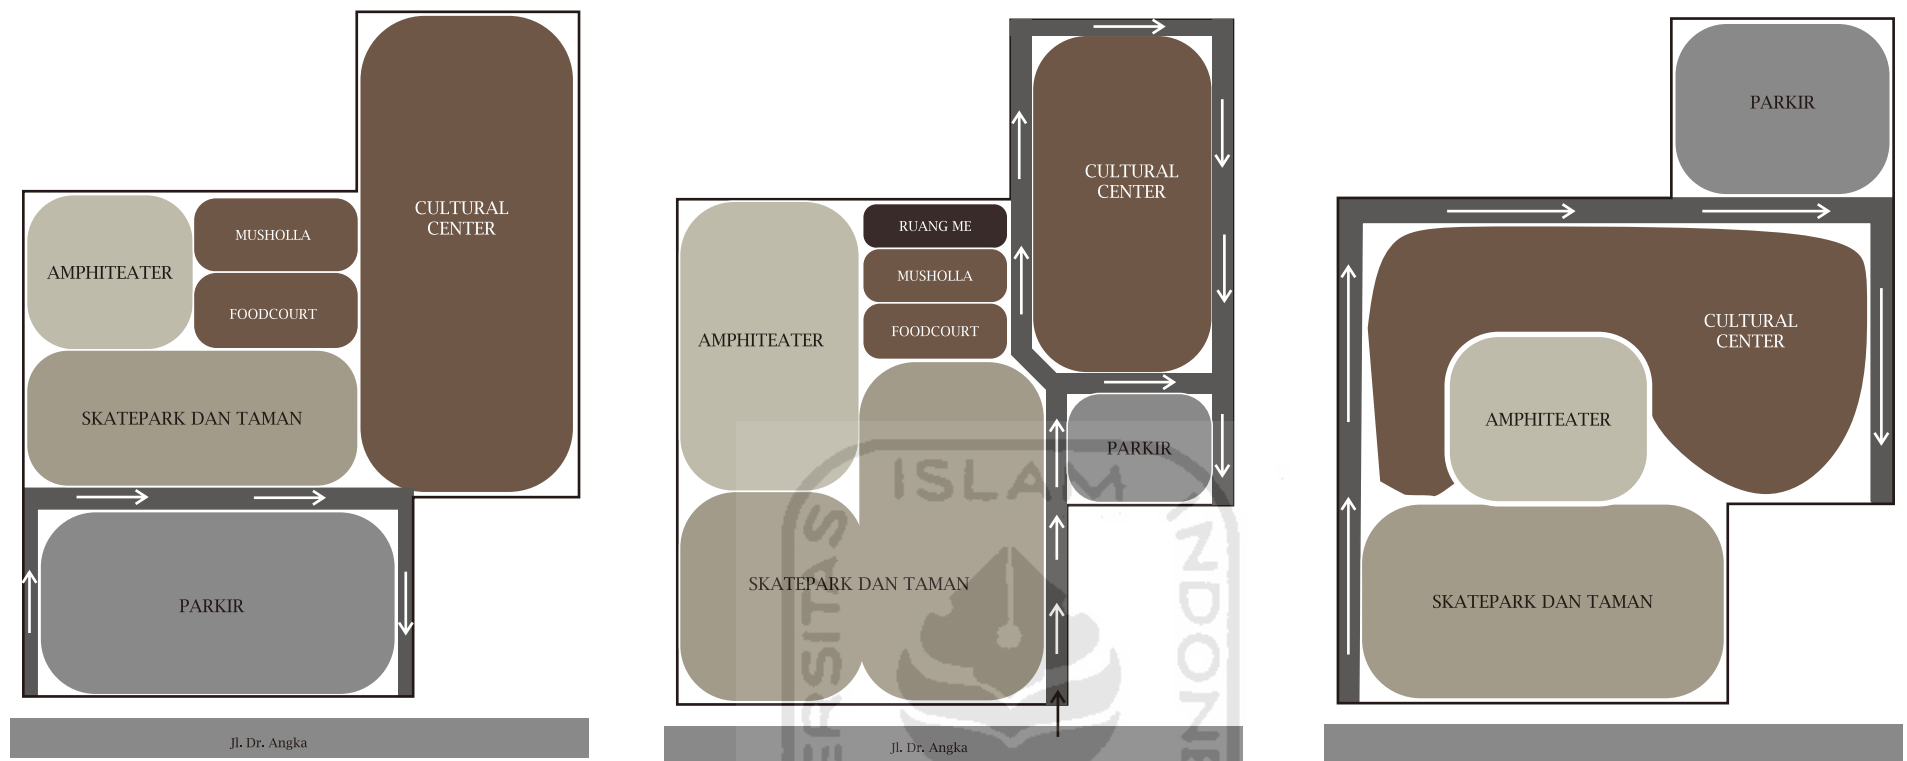 CULTURAL
CENTER
MUSHOLLA
AMPHITEATER
FOODCOURT
SKATEPARK DAN TAMAN
PARKIR
Jl. Dr. Angka
CULTURAL
CENTER
RUANG ME
MUSHOLLA
FOODCOURT
AMPHITEATER
PARKIR
SKATEPARK DAN TAMAN
Jl. Dr. Angka
ISLAM
PARKIR
CULTURAL
CENTER
AMPHITEATER
SKATEPARK DAN TAMAN